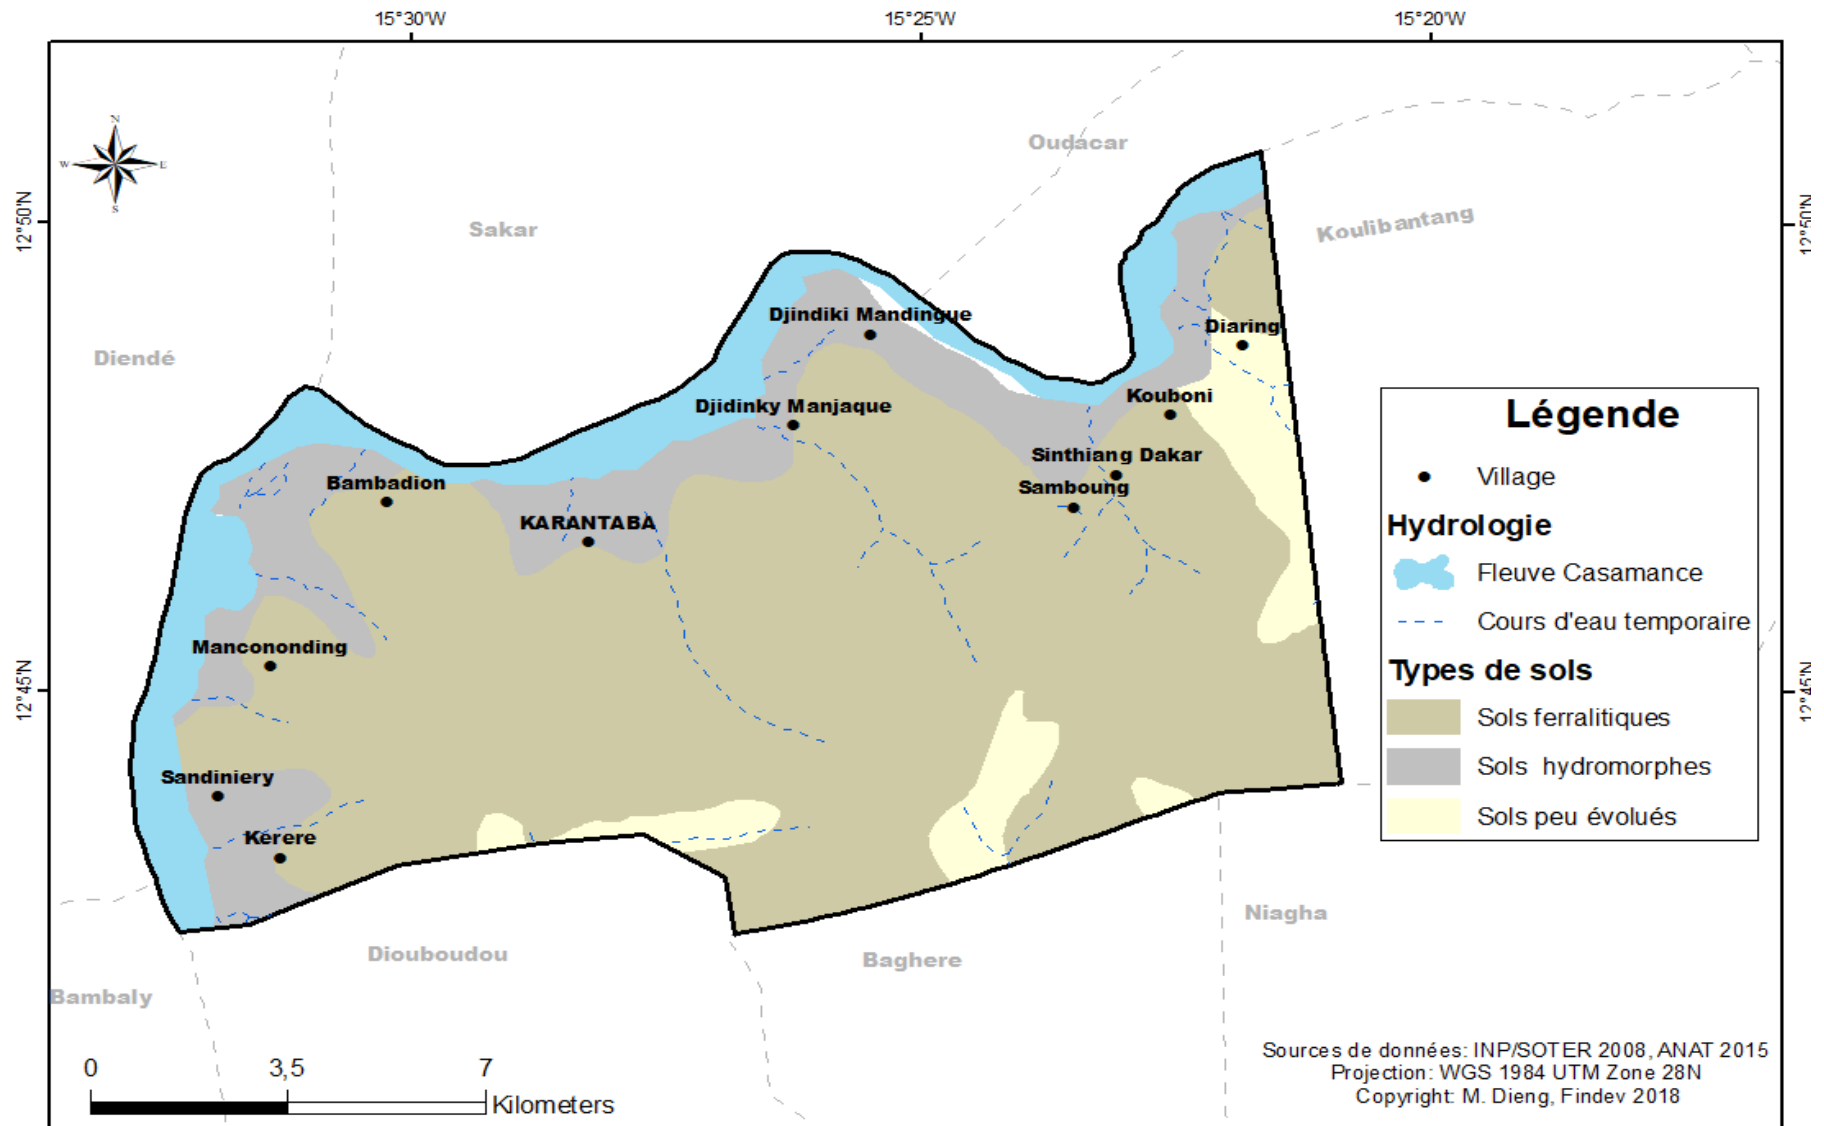 15°30'W
15°25'W
15°20'W
N
W
E
S
12°50'N
12°50'N
12°45'N
12°45'N
Oudacar
Sakar
Koulibantang
Diendé
Djindiki Mandingue
Diaring
Djidinky Manjaque
Kouboni
Sinthiang Dakar
Bambadion
Samboung
KARANTABA
Mancononding
Sandiniery
Kérere
Niagha
Diouboudou
Baghere
Bambaly
Légende
Village
Hydrologie
Fleuve Casamance
Cours d'eau temporaire
Types de sols
Sols ferralitiques
Sols hydromorphes
Sols peu évolués
0
3,5
7
Kilometers
Sources de données: INP/SOTER 2008, ANAT 2015
Projection: WGS 1984 UTM Zone 28N
Copyright: M. Dieng, Findev 2018